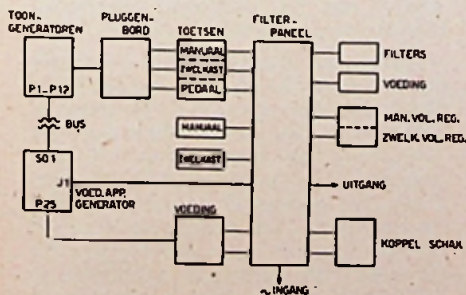 TOON-
GENERATOREN
P1-P12
PLUGGEN-
BORD
TOETSEN
MANUAAL
ZWELKAST
PEDAAL
FILTER-
PANEEL
FILTERS
VOEDING
MAN. VOL. REG.
ZWELK. VOL. REG.
BUS
MANUAAL
ZWELKAST
SO1
J1
P25
VOED. APP.
GENERATOR
VOEDING
UITGANG
KOPPEL SCHAK.
~ INGANG